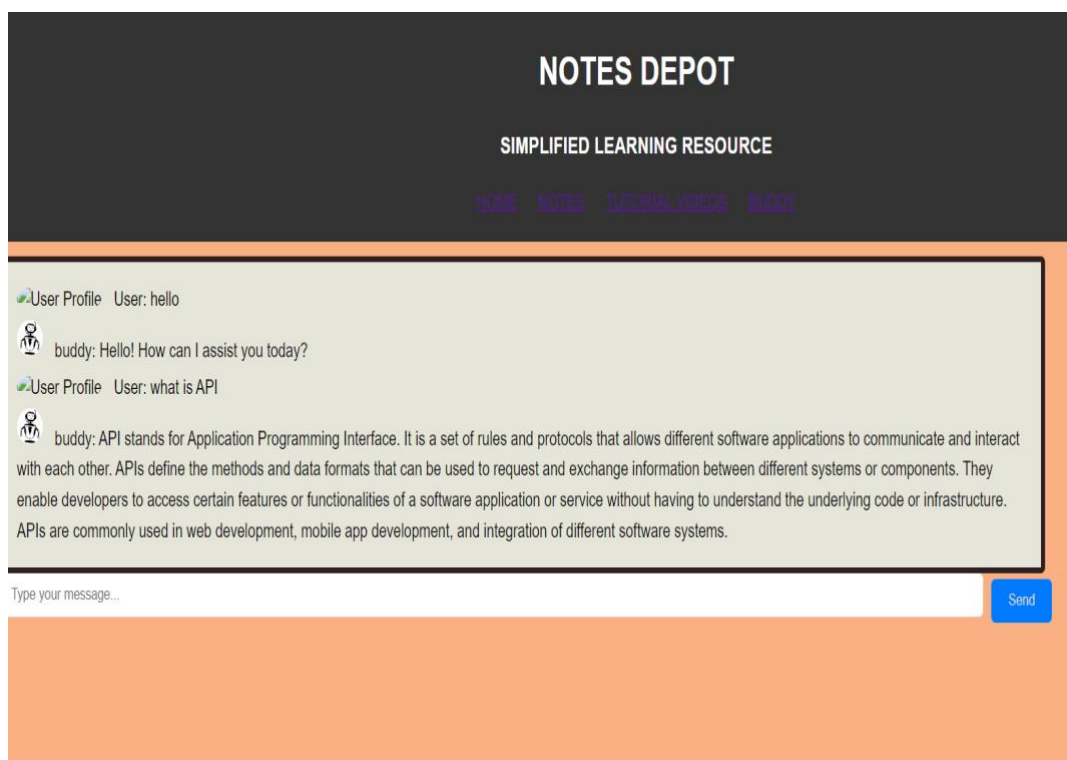 NOTES DEPOT
SIMPLIFIED LEARNING RESOURCE
HOME NOTES TUTORIAL VIDEOS BUDDY
User Profile User: hello
buddy: Hello! How can I assist you today?
User Profile User: what is API
buddy: API stands for Application Programming Interface. It is a set of rules and protocols that allows different software applications to communicate and interact
with each other. APIs define the methods and data formats that can be used to request and exchange information between different systems or components. They
enable developers to access certain features or functionalities of a software application or service without having to understand the underlying code or infrastructure.
APIs are commonly used in web development, mobile app development, and integration of different software systems.
Type your message...
Send